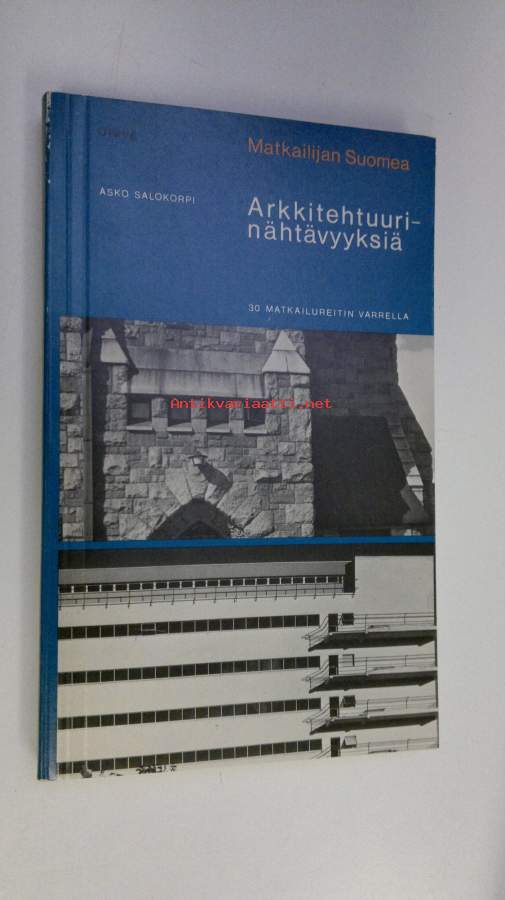 Otava
Matkailijan Suomea
ASKO SALOKORPI
Arkkitehtuuri-
nähtävyyksiä
30 MATKAILUREITIN VARRELLA
Antikvariaatti.net